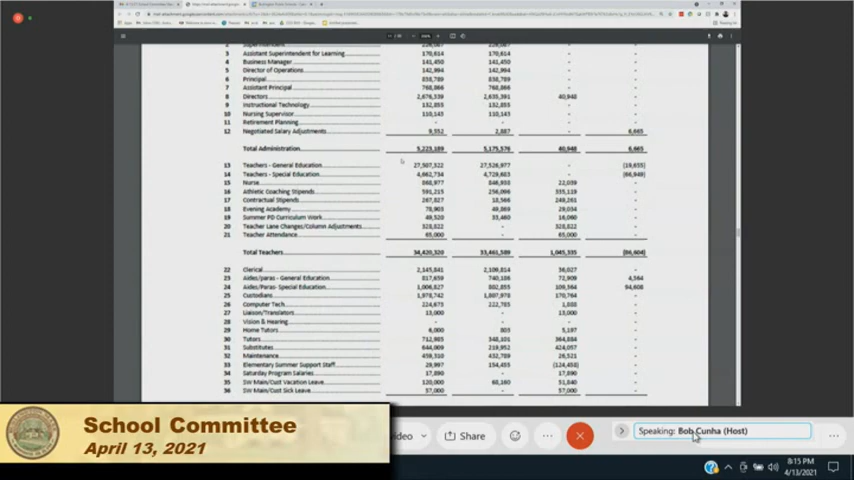 3 Assistant Superintendent for Learning 170,614 170,614 - -
4 Business Manager 141,450 141,450 - -
5 Director of Operations 142,994 142,994 - -
6 Principal 838,789 838,789 - -
7 Assistant Principal 768,866 768,866 - -
8 Directors 2,676,339 2,635,391 40,948 -
9 Instructional Technology 132,855 132,855 - -
10 Nursing Supervisor 110,143 110,143 - -
11 Retirement Planning - - - -
12 Negotiated Salary Adjustments 9,552 2,887 - 6,665
Total Administration 5,223,189 5,175,576 40,948 6,665
13 Teachers - General Education 27,507,322 27,526,977 - (19,655)
14 Teachers - Special Education 4,662,734 4,729,683 - (66,949)
15 Nurse 868,977 846,938 22,039 -
16 Athletic Coaching Stipends 591,215 256,096 335,119 -
17 Contractual Stipends 267,827 18,566 249,261 -
18 Evening Academy 78,903 49,869 29,034 -
19 Summer PD Curriculum Work 49,520 33,460 16,060 -
20 Teacher Lane Changes/Column Adjustments 328,822 - 328,822 -
21 Teacher Attendance 65,000 - 65,000 -
Total Teachers 34,420,320 33,461,589 1,045,335 (86,604)
22 Clerical 2,145,841 2,109,814 36,027 -
23 Aides/paras - General Education 817,659 740,186 72,909 4,564
24 Aides/Paras- Special Education 1,006,827 802,855 109,364 94,608
25 Custodians 1,978,742 1,807,978 170,764 -
26 Computer Tech 224,673 222,785 1,888 -
27 Liaison/Translators 13,000 - 13,000 -
28 Vision & Hearing - - - -
29 Home Tutors 6,000 803 5,197 -
30 Tutors 712,985 348,101 364,884 -
31 Substitutes 644,009 219,952 424,057 -
32 Maintenance 459,310 432,789 26,521 -
33 Elementary Summer Support Staff 29,997 154,455 (124,458) -
34 Saturday Program Salaries 17,890 - 17,890 -
35 SW Main/Cust Vacation Leave 120,000 68,160 51,840 -
36 SW Main/Cust Sick Leave 57,000 - 57,000 -
School Committee
April 13, 2021
Share
Speaking: Bob Cunha (Host)
8:15 PM
4/13/2021